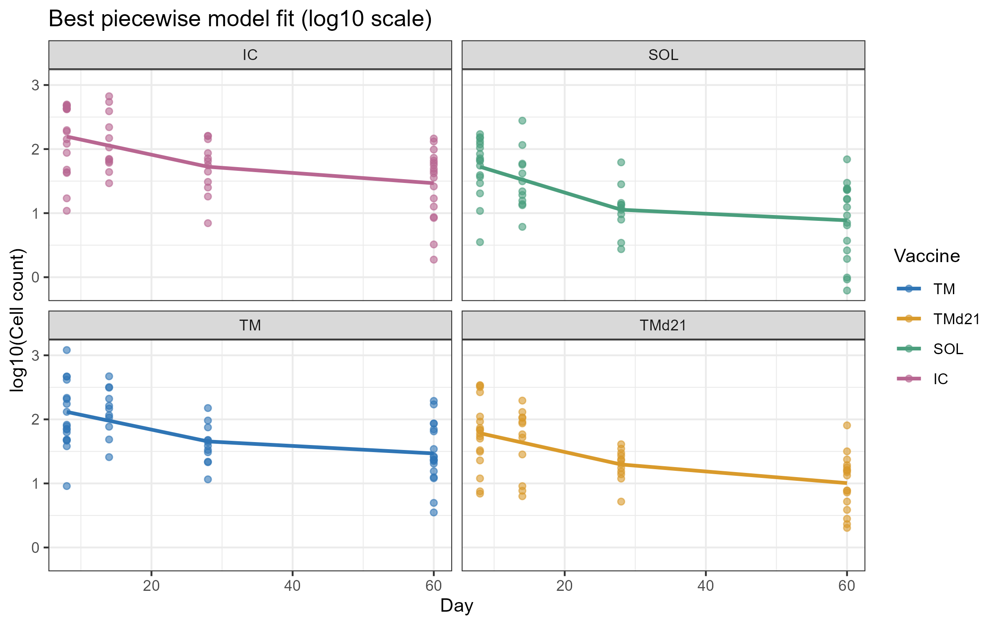 Best piecewise model fit (log10 scale)
IC
SOL
3
2
1
0
TM
TMd21
3
2
1
0
20
40
60
20
40
60
Day
log10(Cell count)
Vaccine
TM
TMd21
SOL
IC